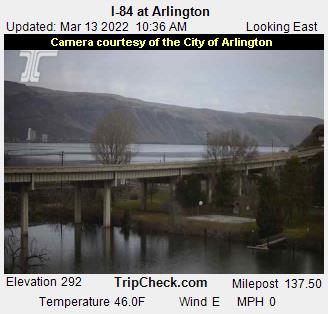 I-84 at Arlington
Updated: Mar 13 2022 10:36 AM Looking East
Camera courtesy of the City of Arlington
Elevation 292 TripCheck.com Milepost 137.50
Temperature 46.0F Wind E MPH 0